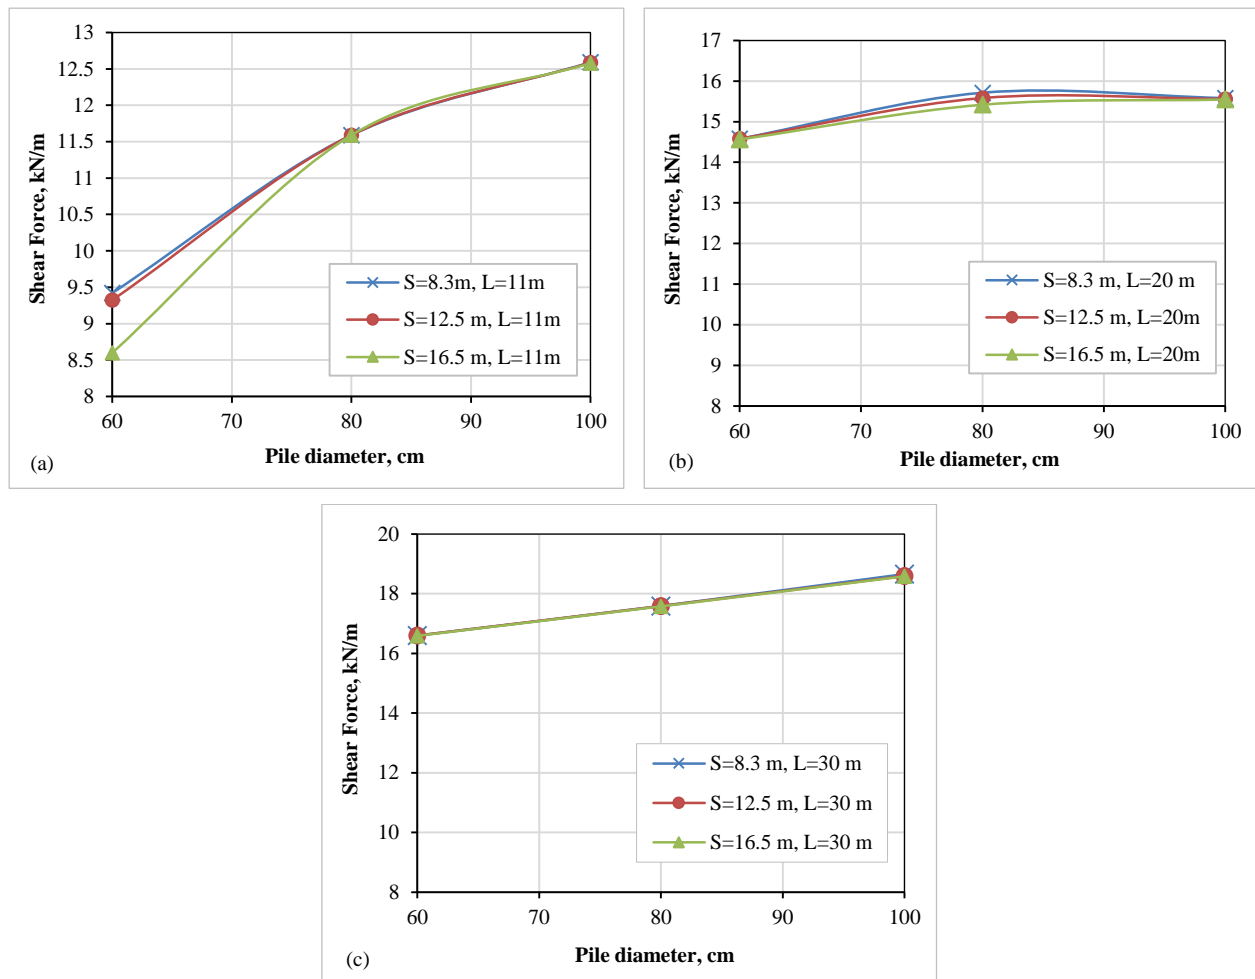 13
12.5
12
11.5
11
10.5
10
9.5
9
8.5
8
Shear Force, kN/m
S=8.3m, L=11m
S=12.5 m, L=11m
S=16.5 m, L=11m
60 70 80 90 100
Pile diameter, cm
(a)
17
16
15
14
13
12
11
10
9
8
Shear Force, kN/m
S=8.3 m, L=20 m
S=12.5 m, L=20m
S=16.5 m, L=20m
60 70 80 90 100
Pile diameter, cm
(b)
20
18
16
14
12
10
8
Shear Force, kN/m
S=8.3 m, L=30 m
S=12.5 m, L=30 m
S=16.5 m, L=30 m
60 70 80 90 100
Pile diameter, cm
(c)